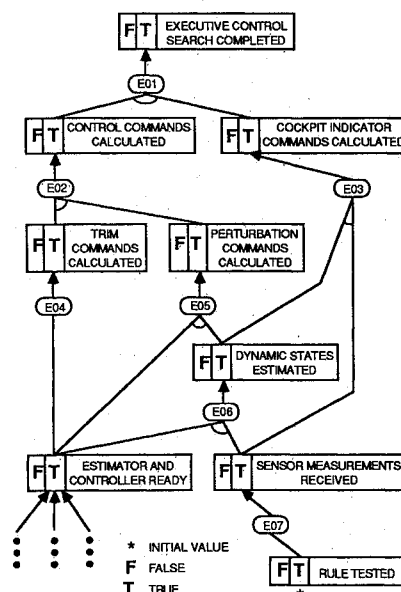 F T EXECUTIVE CONTROL
SEARCH COMPLETED
E01
F T CONTROL COMMANDS
CALCULATED
F T COCKPIT INDICATOR
COMMANDS CALCULATED
E02
E03
F T TRIM
COMMANDS
CALCULATED
F T PERTURBATION
COMMANDS
CALCULATED
E04
E05
F T DYNAMIC STATES
ESTIMATED
E06
F T ESTIMATOR AND
CONTROLLER READY
F T SENSOR MEASUREMENTS
RECEIVED
E07
* INITIAL VALUE
F FALSE
T TRUE
F T RULE TESTED
*